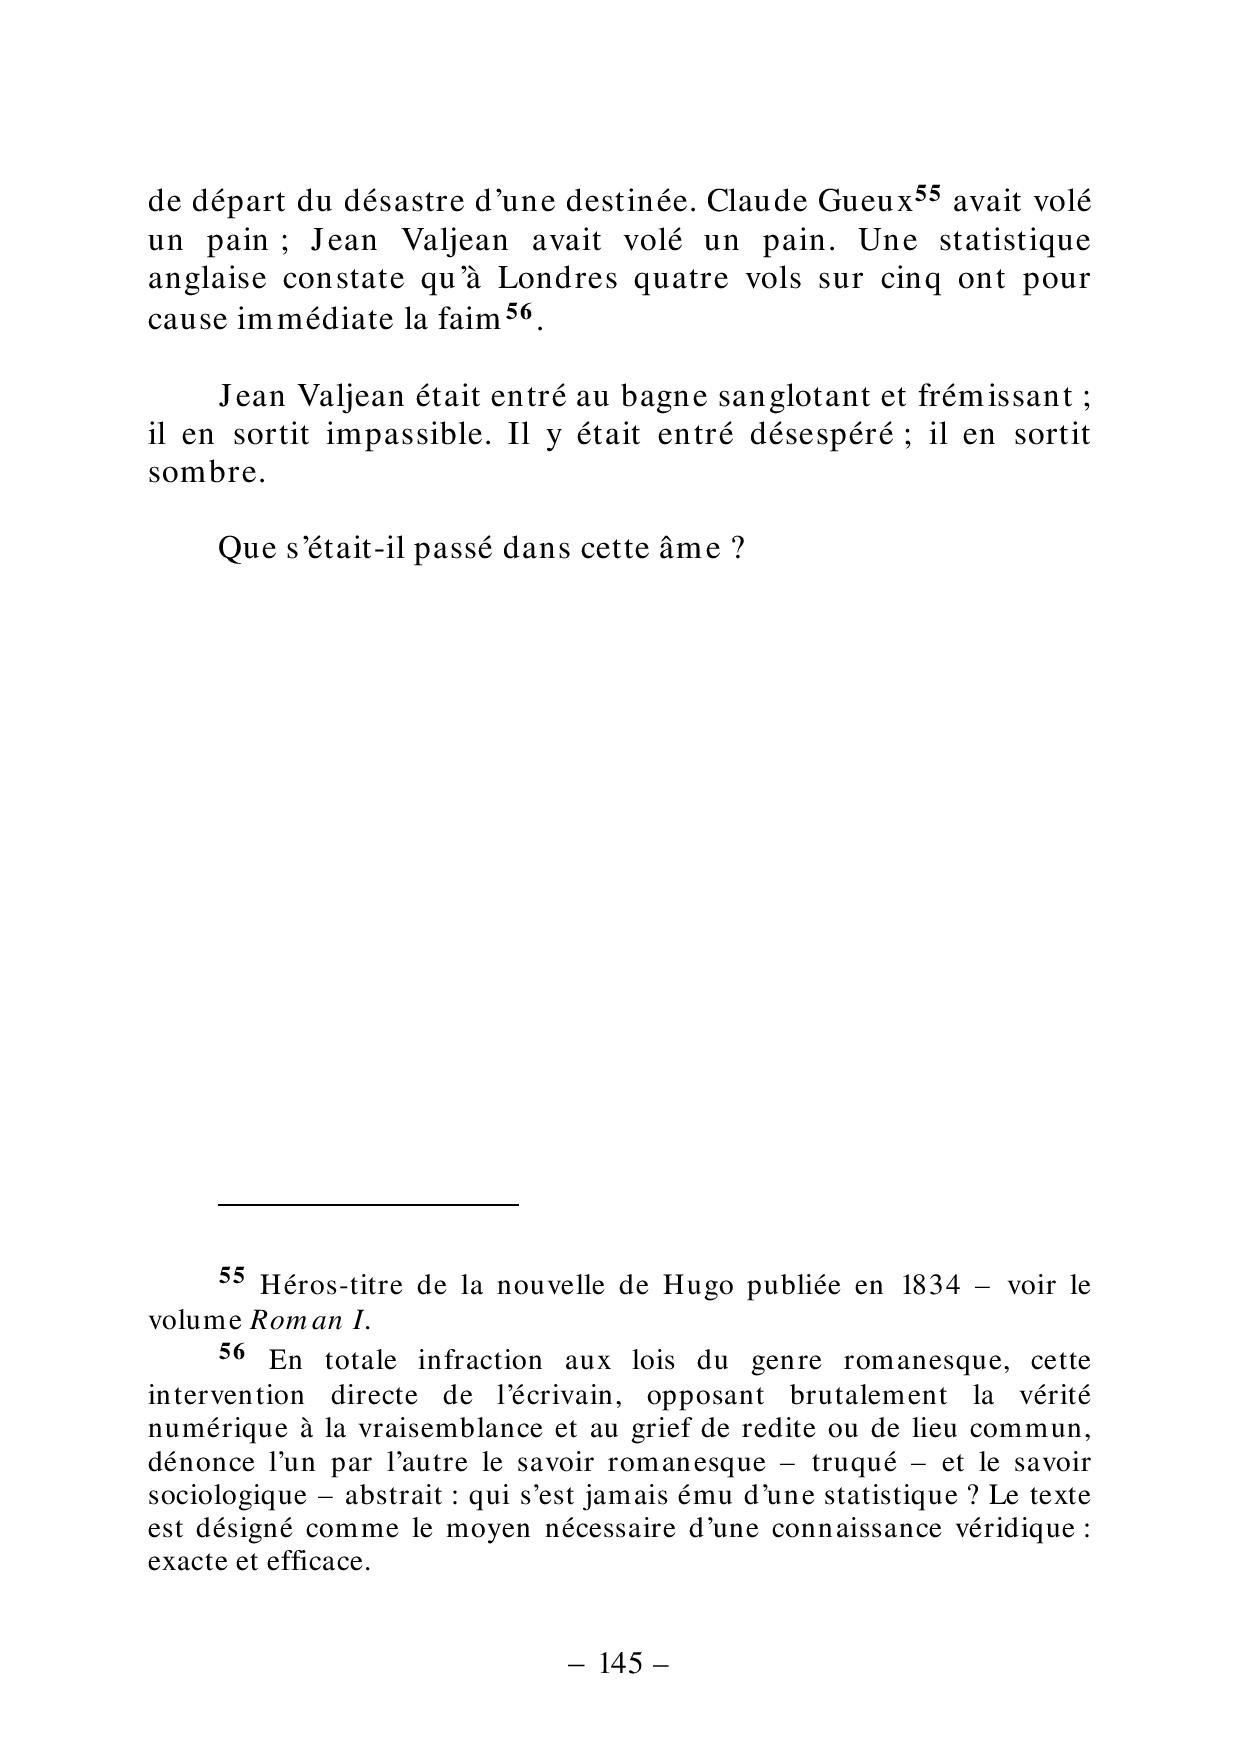 de départ du désastre d’une destinée. Claude Gueux55 avait volé
un pain ; Jean Valjean avait volé un pain. Une statistique
anglaise constate qu’à Londres quatre vols sur cinq ont pour
cause immédiate la faim56.
Jean Valjean était entré au bagne sanglotant et frémissant ;
il en sortit impassible. Il y était entré désespéré ; il en sortit
sombre.
Que s’était-il passé dans cette âme ?
55 Héros-titre de la nouvelle de Hugo publiée en 1834 – voir le
volume Roman I.
56 En totale infraction aux lois du genre romanesque, cette
intervention directe de l’écrivain, opposant brutalement la vérité
numérique à la vraisemblance et au grief de redite ou de lieu commun,
dénonce l’un par l’autre le savoir romanesque – truqué – et le savoir
sociologique – abstrait : qui s’est jamais ému d’une statistique ? Le texte
est désigné comme le moyen nécessaire d’une connaissance véridique :
exacte et efficace.
– 145 –